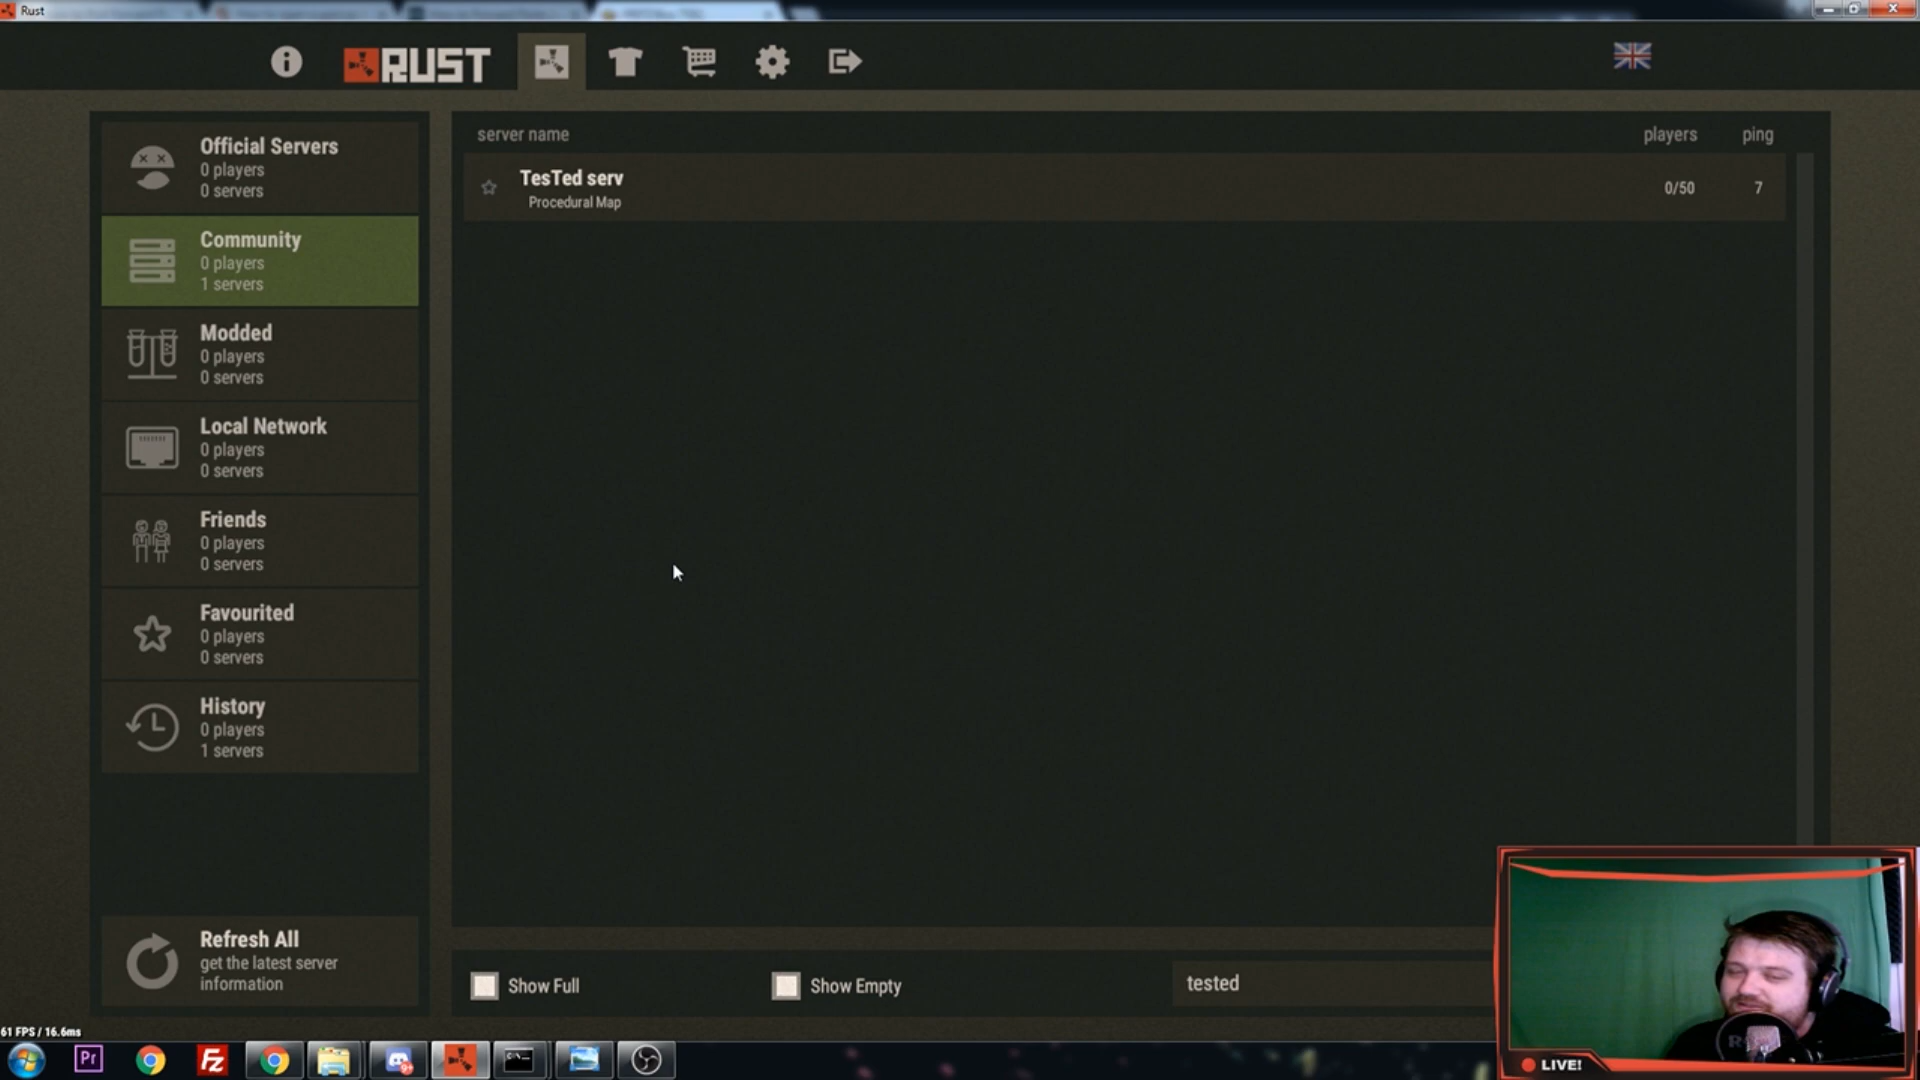 Rust
RUST
Official Servers
0 players
0 servers
Community
0 players
1 servers
Modded
0 players
0 servers
Local Network
0 players
0 servers
Friends
0 players
0 servers
Favourited
0 players
0 servers
History
0 players
1 servers
Refresh All
get the latest server
information
server name
players
ping
TesTed serv
Procedural Map
0/50
7
Show Full
Show Empty
tested
61 FPS / 16.6ms
Pr
Fz
LIVE!